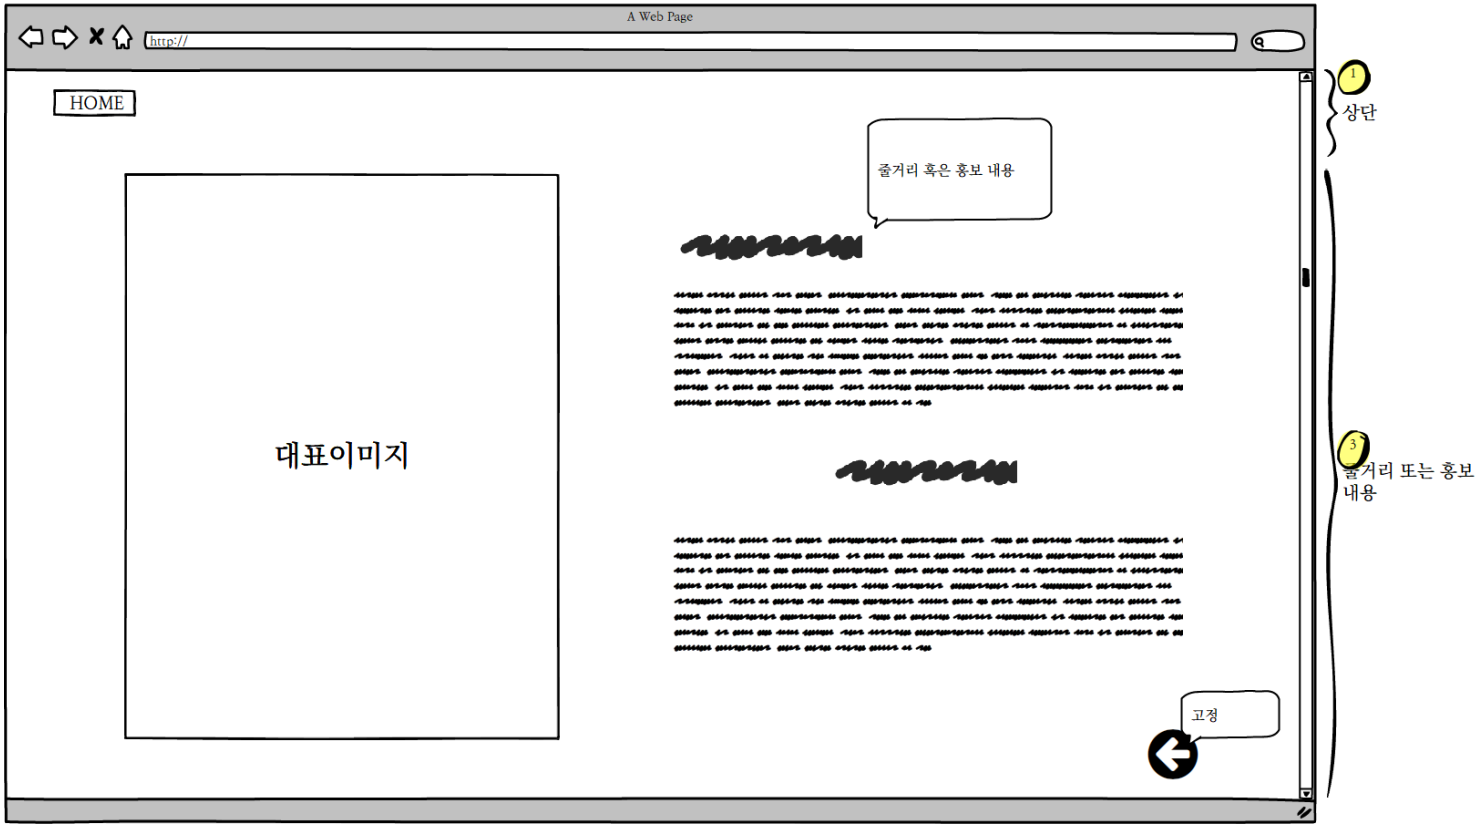 A Web Page
http://
HOME
1
상단
줄거리 혹은 홍보 내용
대표이미지
3
줄거리 또는 홍보
내용
고정